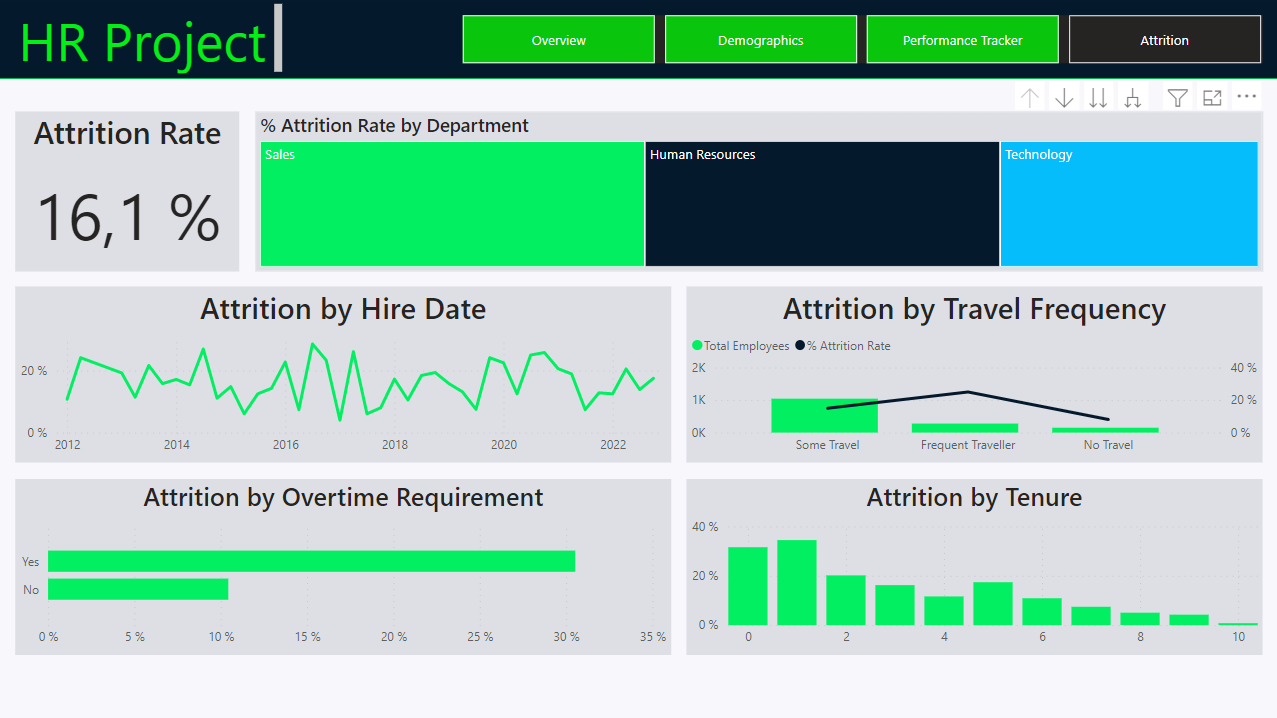 HR Project
Overview
Demographics
Performance Tracker
Attrition
Attrition Rate
16,1 %
% Attrition Rate by Department
Sales
Human Resources
Technology
Attrition by Hire Date
20 %
0 %
2012 2014 2016 2018 2020 2022
Attrition by Travel Frequency
Total Employees % Attrition Rate
2K 40 %
1K 20 %
0K 0 %
Some Travel Frequent Traveller No Travel
Attrition by Overtime Requirement
Yes
No
0 % 5 % 10 % 15 % 20 % 25 % 30 % 35 %
Attrition by Tenure
40 %
20 %
0 %
0 2 4 6 8 10